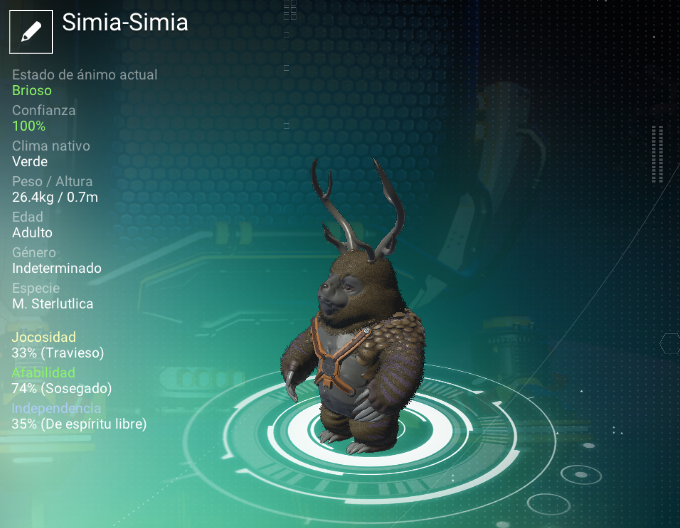 Simia-Simia
Estado de ánimo actual
Brioso
Confianza
100%
Clima nativo
Verde
Peso / Altura
26.4kg / 0.7m
Edad
Adulto
Género
Indeterminado
Especie
M. Sterlutlica
Jocosidad
33% (Travieso)
Afabilidad
74% (Sosegado)
Independencia
35% (De espíritu libre)